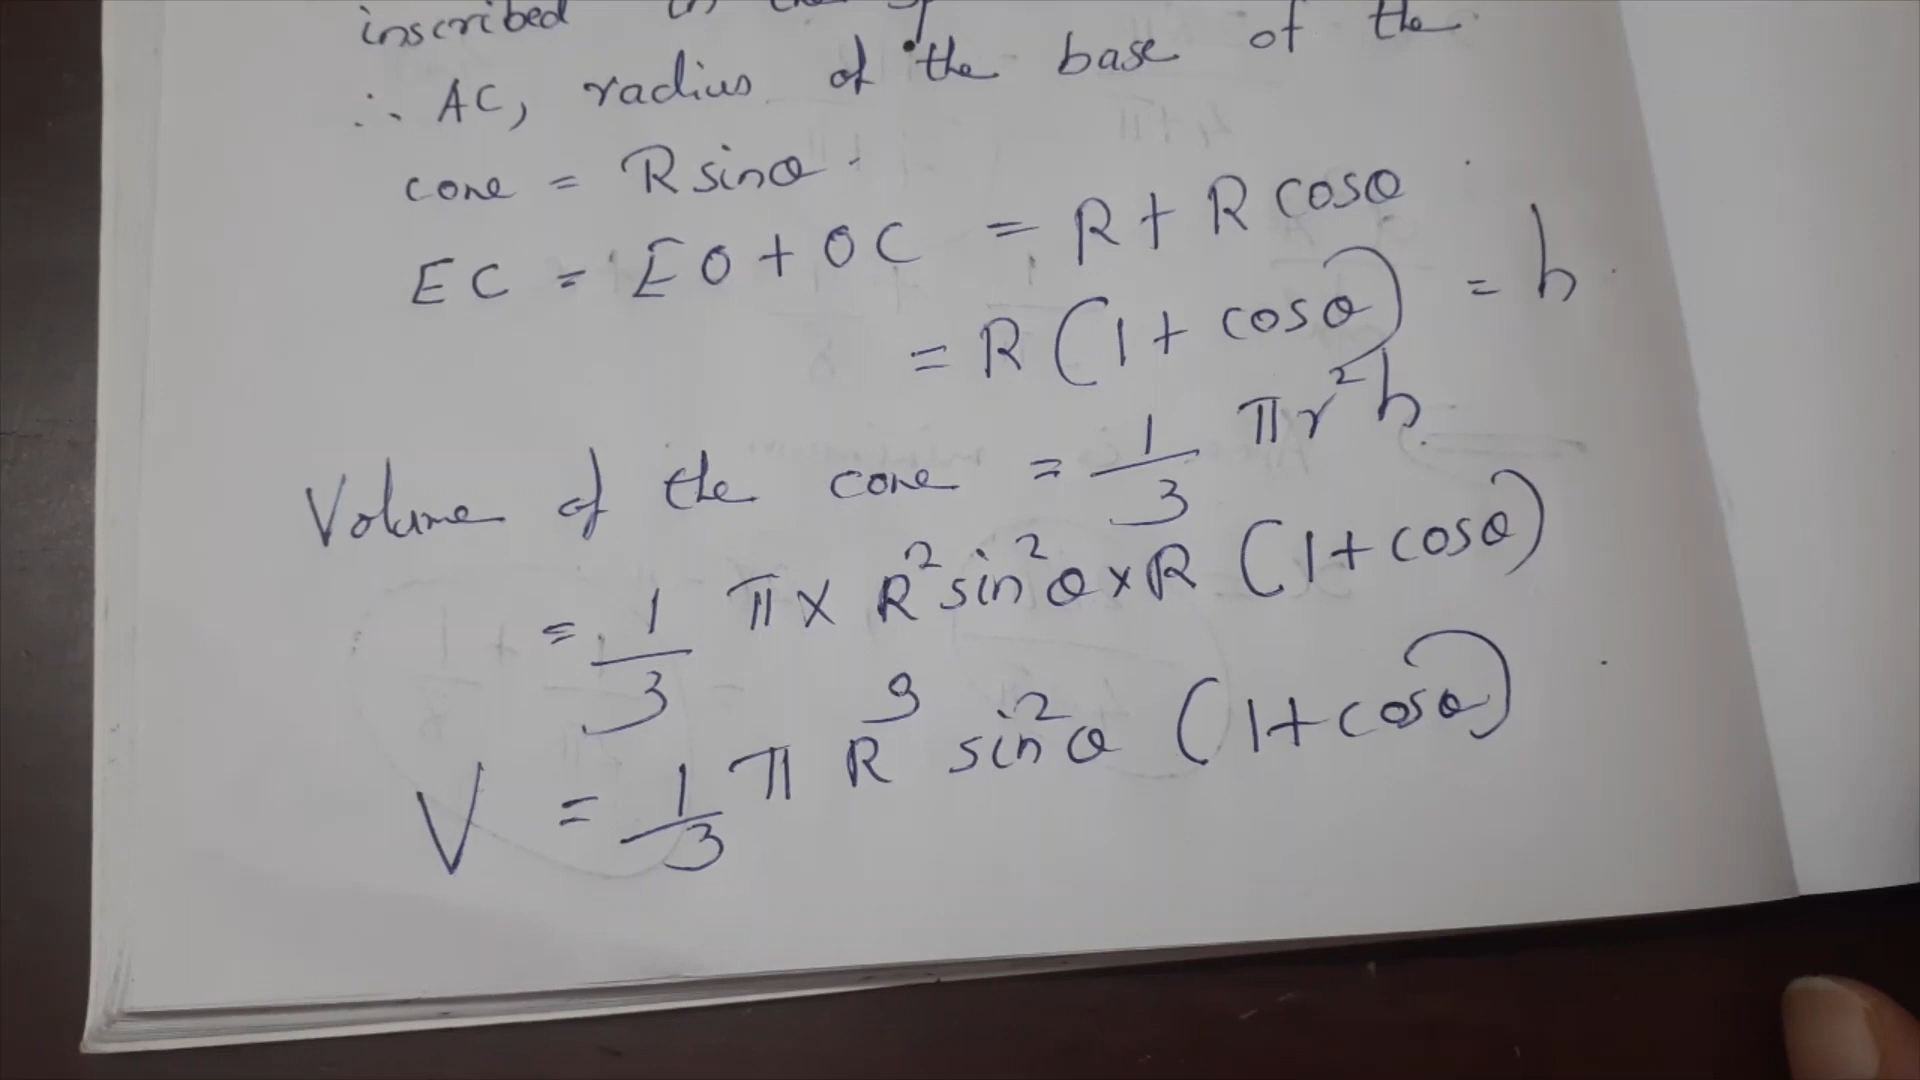 inscribed in the
∴ AC, radius of the base of the
cone = R sinθ.
EC = EO + OC = R + R cosθ
= R (1 + cosθ) = h
Volume of the cone = 1/3 πr²h
= 1/3 π × R² sin²θ × R (1 + cosθ)
V = 1/3 π R³ sin²θ (1 + cosθ)